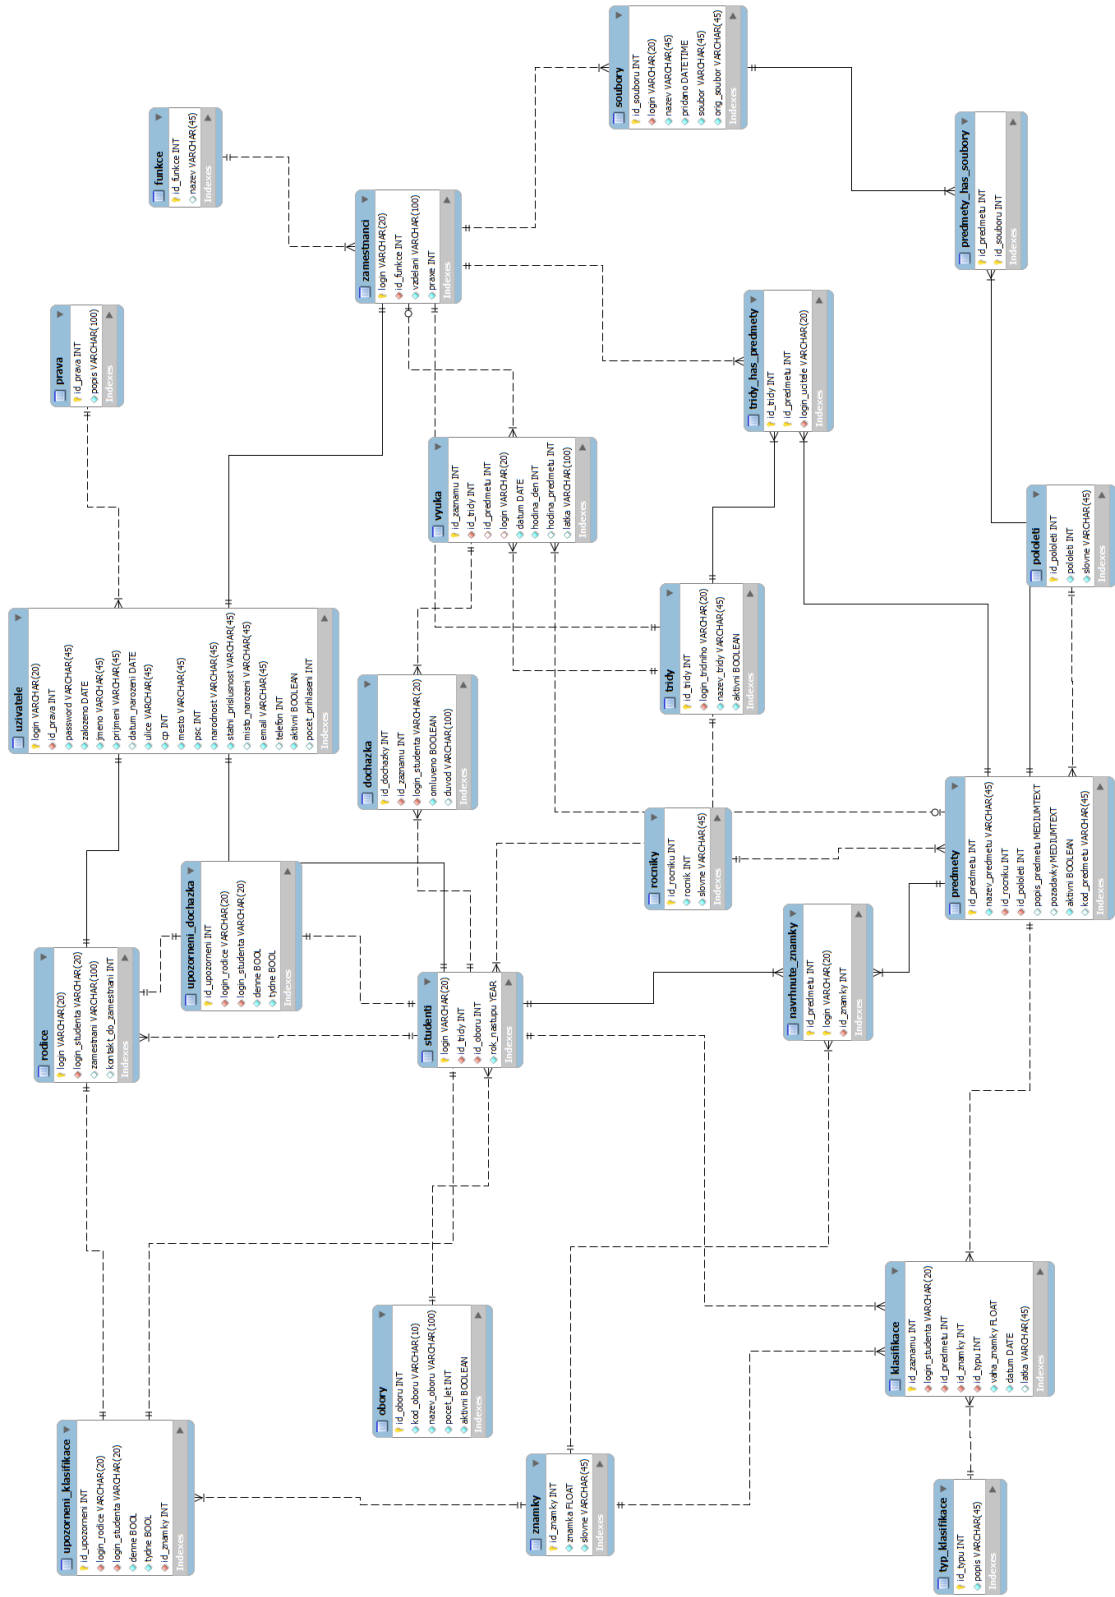 soubory
id_souboru INT
login VARCHAR(20)
nazev VARCHAR(45)
pridano DATETIME
soubor VARCHAR(45)
orig_soubor VARCHAR(45)
Indexes
funkce
id_funkce INT
nazev VARCHAR(45)
Indexes
zamestnanci
login VARCHAR(20)
id_funkce INT
vzdelani VARCHAR(100)
praxe INT
Indexes
predmety_has_soubory
id_predmetu INT
id_souboru INT
Indexes
prava
id_prava INT
popis VARCHAR(100)
Indexes
tridy_has_predmety
id_tridy INT
id_predmetu INT
login_ucitele VARCHAR(20)
Indexes
vyuka
id_zaznamu INT
id_tridy INT
id_predmetu INT
login VARCHAR(20)
datum DATE
hodina_den INT
hodina_predmetu INT
latka VARCHAR(100)
Indexes
pololeti
id_pololeti INT
pololeti INT
slovne VARCHAR(45)
Indexes
uzivatele
login VARCHAR(20)
id_prava INT
password VARCHAR(45)
zalozeno DATE
jmeno VARCHAR(45)
prijmeni VARCHAR(45)
datum_narozeni DATE
ulice VARCHAR(45)
cp INT
mesto VARCHAR(45)
psc INT
narodnost VARCHAR(45)
statni_prislusnost VARCHAR(45)
misto_narozeni VARCHAR(45)
email VARCHAR(45)
telefon INT
aktivni BOOLEAN
pocet_prihlaseni INT
Indexes
tridy
id_tridy INT
login_tridniho VARCHAR(20)
nazev_tridy VARCHAR(45)
aktivni BOOLEAN
Indexes
dochazka
id_dochazky INT
id_zaznamu INT
login_studenta VARCHAR(20)
omluveno BOOLEAN
duvod VARCHAR(100)
Indexes
rocniky
id_rocniku INT
rocnik INT
slovne VARCHAR(45)
Indexes
predmety
id_predmetu INT
nazev_predmetu VARCHAR(45)
id_rocniku INT
id_pololeti INT
popis_predmetu MEDIUMTEXT
pozadavky MEDIUMTEXT
aktivni BOOLEAN
kod_predmetu VARCHAR(45)
Indexes
upozorneni_dochazka
id_upozorneni INT
login_rodice VARCHAR(20)
login_studenta VARCHAR(20)
denne BOOL
tydne BOOL
Indexes
rodice
login VARCHAR(20)
login_studenta VARCHAR(20)
zamestnani VARCHAR(100)
kontakt_do_zamestnani INT
Indexes
studenti
login VARCHAR(20)
id_tridy INT
id_oboru INT
rok_nastupu YEAR
Indexes
navrhnute_znamky
id_predmetu INT
login VARCHAR(20)
id_znamky INT
Indexes
klasifikace
id_zaznamu INT
login_studenta VARCHAR(20)
id_predmetu INT
id_znamky INT
id_typu INT
vaha_znamky FLOAT
datum DATE
latka VARCHAR(45)
Indexes
obory
id_oboru INT
kod_oboru VARCHAR(10)
nazev_oboru VARCHAR(100)
pocet_let INT
aktivni BOOLEAN
Indexes
upozorneni_klasifikace
id_upozorneni INT
login_rodice VARCHAR(20)
login_studenta VARCHAR(20)
denne BOOL
tydne BOOL
id_znamky INT
Indexes
znamky
id_znamky INT
znamka FLOAT
slovne VARCHAR(45)
Indexes
typ_klasifikace
id_typu INT
popis VARCHAR(45)
Indexes